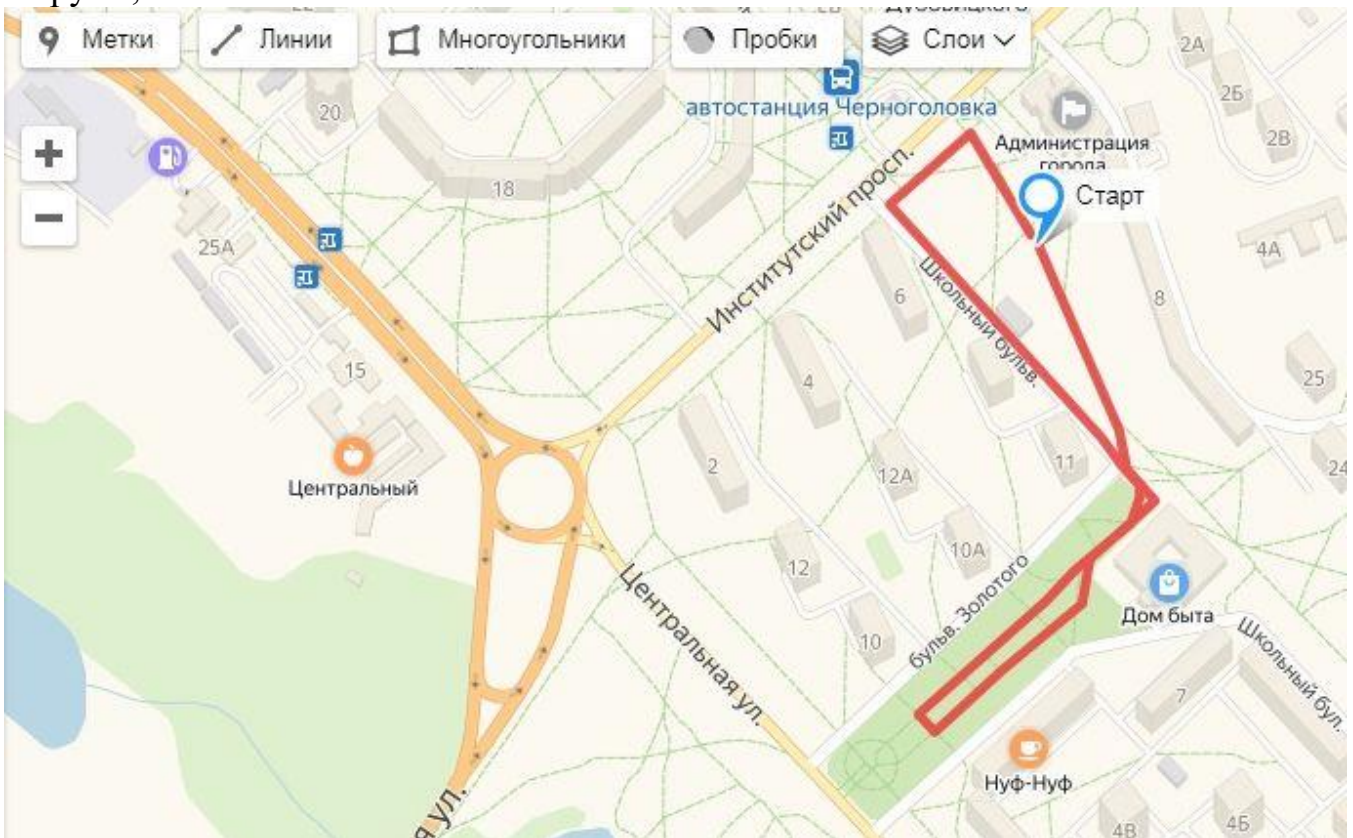 Метки
Линии
Многоугольники
Пробки
Слои
20
автостанция Черноголовка
Администрация
города
Старт
2А
2Б
2В
4А
18
25А
Институтский просп.
6
Школьный бульв.
8
25
15
4
2
12А
11
24
Центральный
12
10А
10
бульв. Золотого
Дом быта
Центральная ул.
Школьный бул.
7
Нуф-Нуф
4В
4Б
я ул.